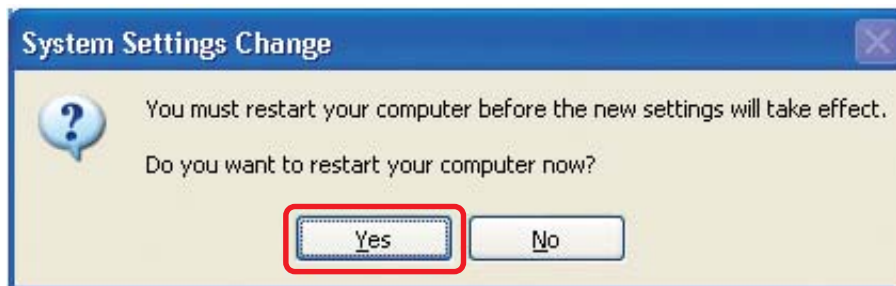 System Settings Change
You must restart your computer before the new settings will take effect.
Do you want to restart your computer now?
Yes
No